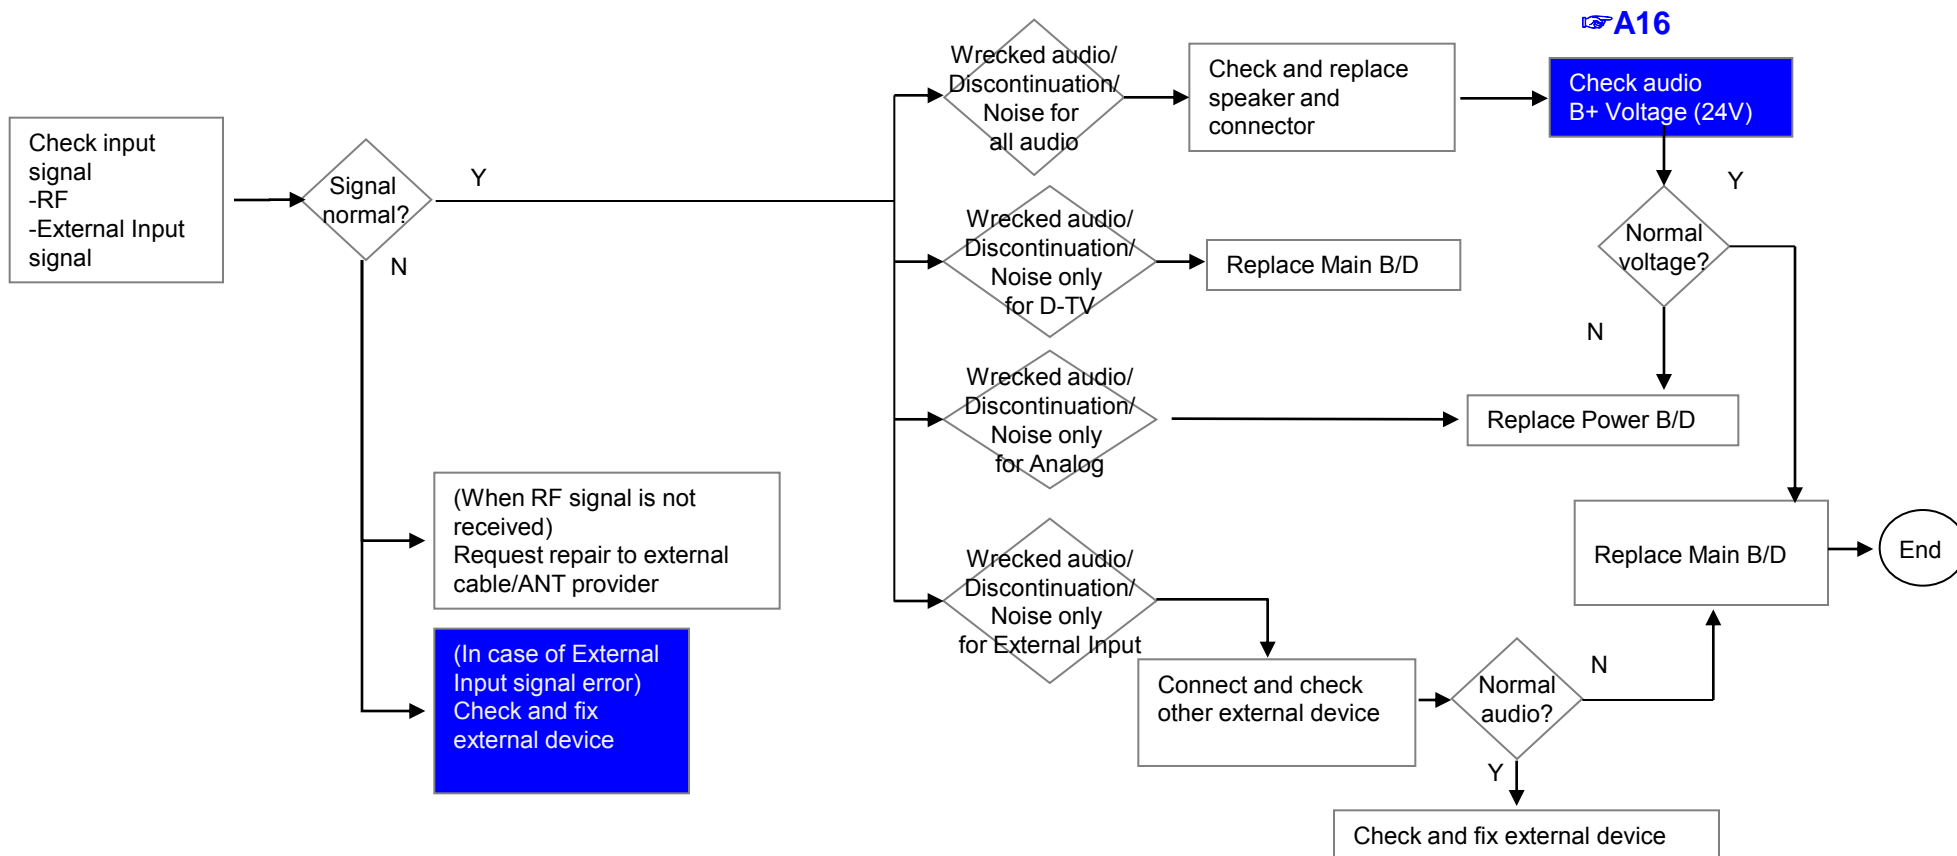 ☞A16
Check input
signal
-RF
-External Input
signal
Signal
normal?
Y
N
(When RF signal is not
received)
Request repair to external
cable/ANT provider
(In case of External
Input signal error)
Check and fix
external device
Wrecked audio/
Discontinuation/
Noise for
all audio
Check and replace
speaker and
connector
Check audio
B+ Voltage (24V)
Y
Normal
voltage?
N
Wrecked audio/
Discontinuation/
Noise only
for D-TV
Replace Main B/D
Wrecked audio/
Discontinuation/
Noise only
for Analog
Replace Power B/D
Wrecked audio/
Discontinuation/
Noise only
for External Input
Connect and check
other external device
Normal
audio?
N
Y
Replace Main B/D
End
Check and fix external device